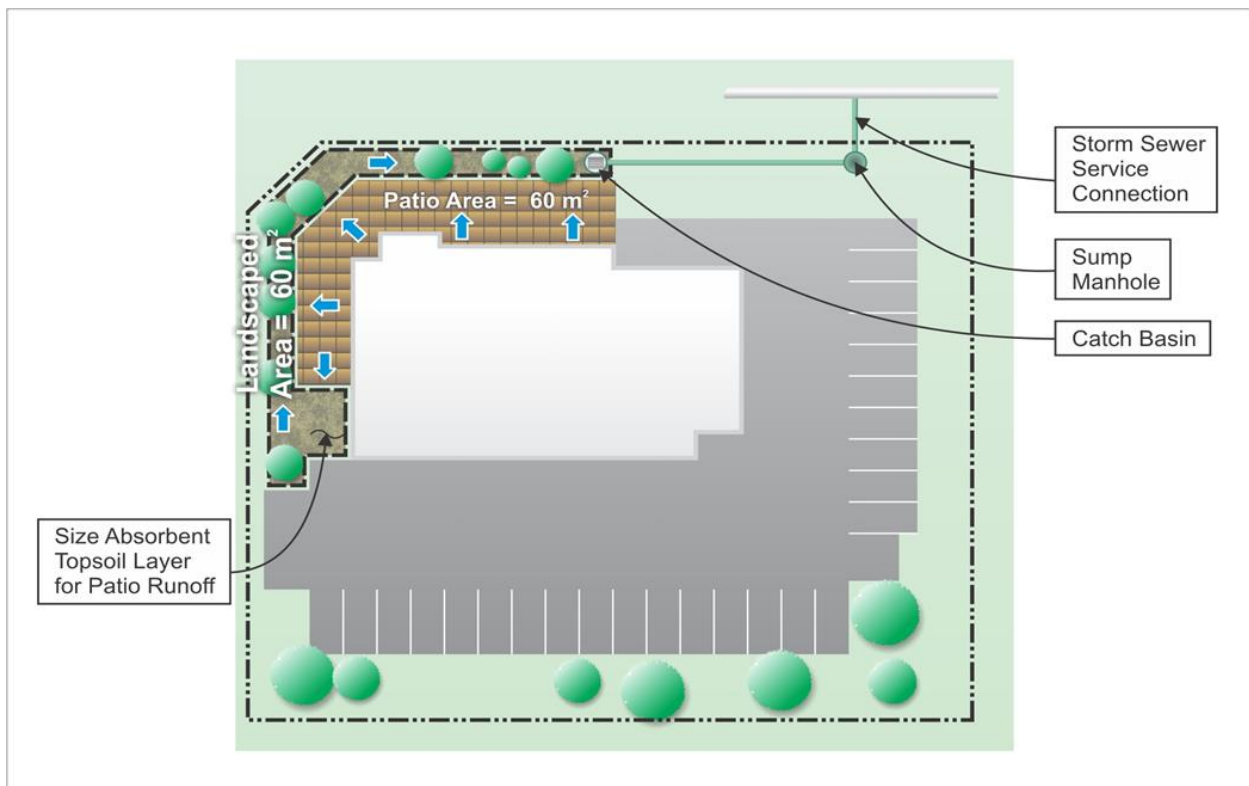 Storm Sewer
Service
Connection
Sump
Manhole
Catch Basin
Patio Area = 60 m²
Landscaped
Area = 60 m²
Size Absorbent
Topsoil Layer
for Patio Runoff